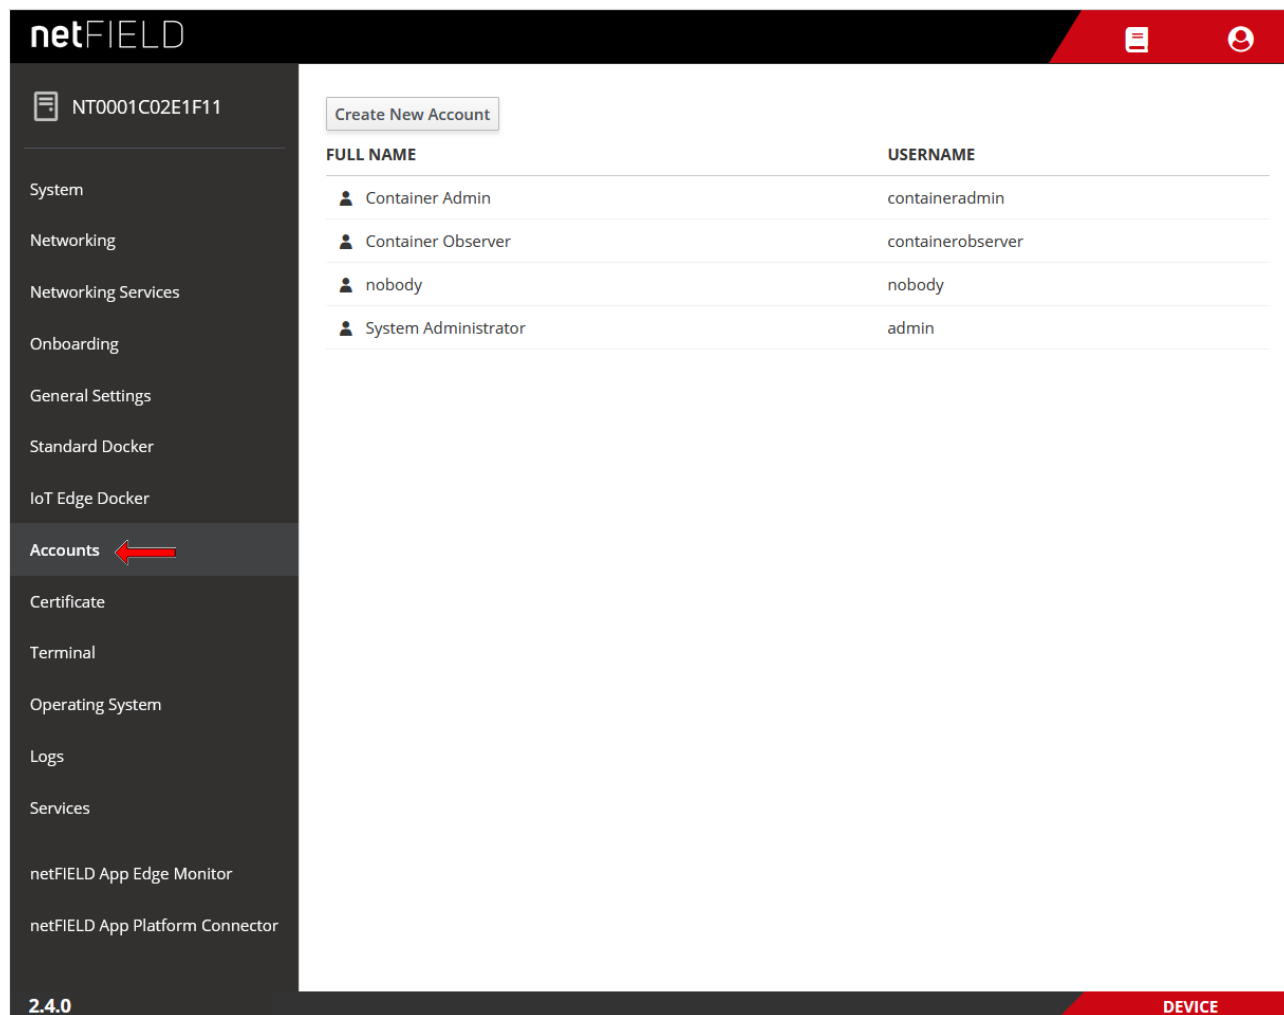 netFIELD
NT0001C02E1F11
System
Networking
Networking Services
Onboarding
General Settings
Standard Docker
IoT Edge Docker
Accounts
Certificate
Terminal
Operating System
Logs
Services
netFIELD App Edge Monitor
netFIELD App Platform Connector
2.4.0
Create New Account
FULL NAME USERNAME
Container Admin containeradmin
Container Observer containerobserver
nobody nobody
System Administrator admin
DEVICE